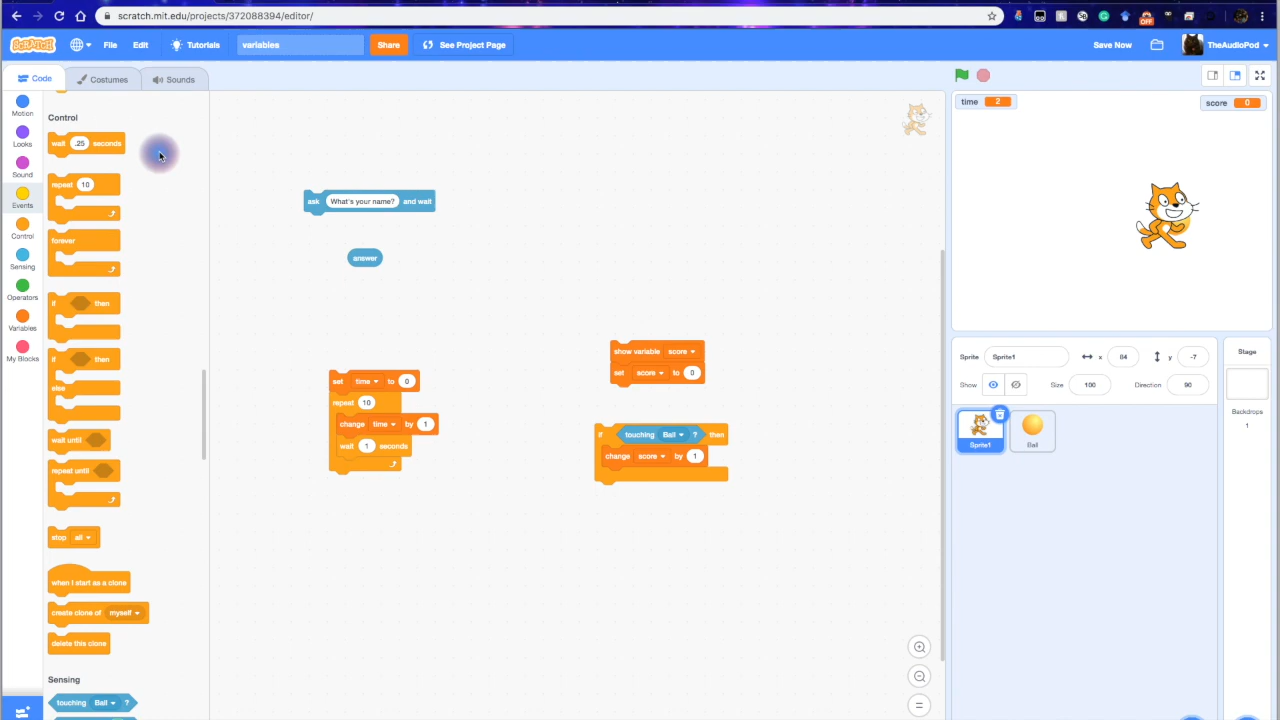 scratch.mit.edu/projects/372088394/editor/
OFF
SCRATCH File Edit Tutorials variables Share See Project Page Save Now TheAudioPod
Code Costumes Sounds
Motion
Looks
Sound
Events
Control
Sensing
Operators
Variables
My Blocks
Control
wait .25 seconds
repeat 10
forever
if then
if then
else
wait until
repeat until
stop all
when I start as a clone
create clone of myself
delete this clone
Sensing
touching Ball ?
ask What's your name? and wait
answer
set time to 0
repeat 10
change time by 1
wait 1 seconds
show variable score
set score to 0
if touching Ball ? then
change score by 1
time 2
score 0
Sprite Sprite1 x 84 y -7
Show Size 100 Direction 90
Sprite1
Ball
Stage
Backdrops
1